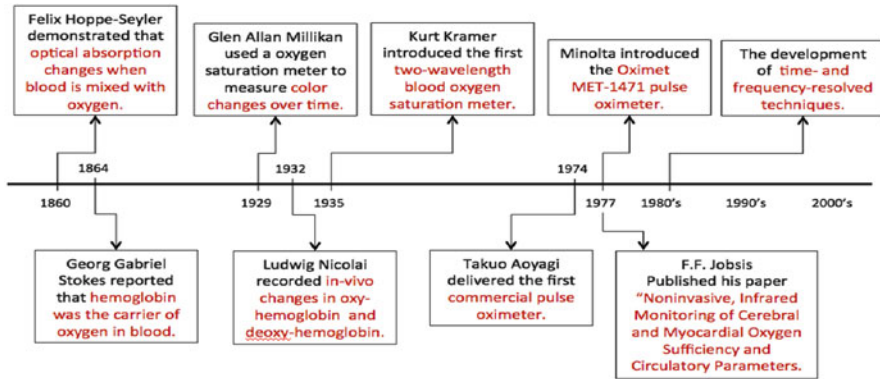 Felix Hoppe-Seyler
demonstrated that
optical absorption
changes when
blood is mixed with
oxygen.
Glen Allan Millikan
used a oxygen
saturation meter to
measure color
changes over time.
Kurt Kramer
introduced the first
two-wavelength
blood oxygen
saturation meter.
Minolta introduced
the Oximet
MET-1471 pulse
oximeter.
The development
of time- and
frequency-resolved
techniques.
1864
1932
1974
1860
1929
1935
1977
1980's
1990's
2000's
Georg Gabriel
Stokes reported
that hemoglobin
was the carrier of
oxygen in blood.
Ludwig Nicolai
recorded in-vivo
changes in oxy-
hemoglobin and
deoxy-hemoglobin.
Takuo Aoyagi
delivered the first
commercial pulse
oximeter.
F.F. Jobsis
Published his paper
“Noninvasive, Infrared
Monitoring of Cerebral
and Myocardial Oxygen
Sufficiency and
Circulatory Parameters.